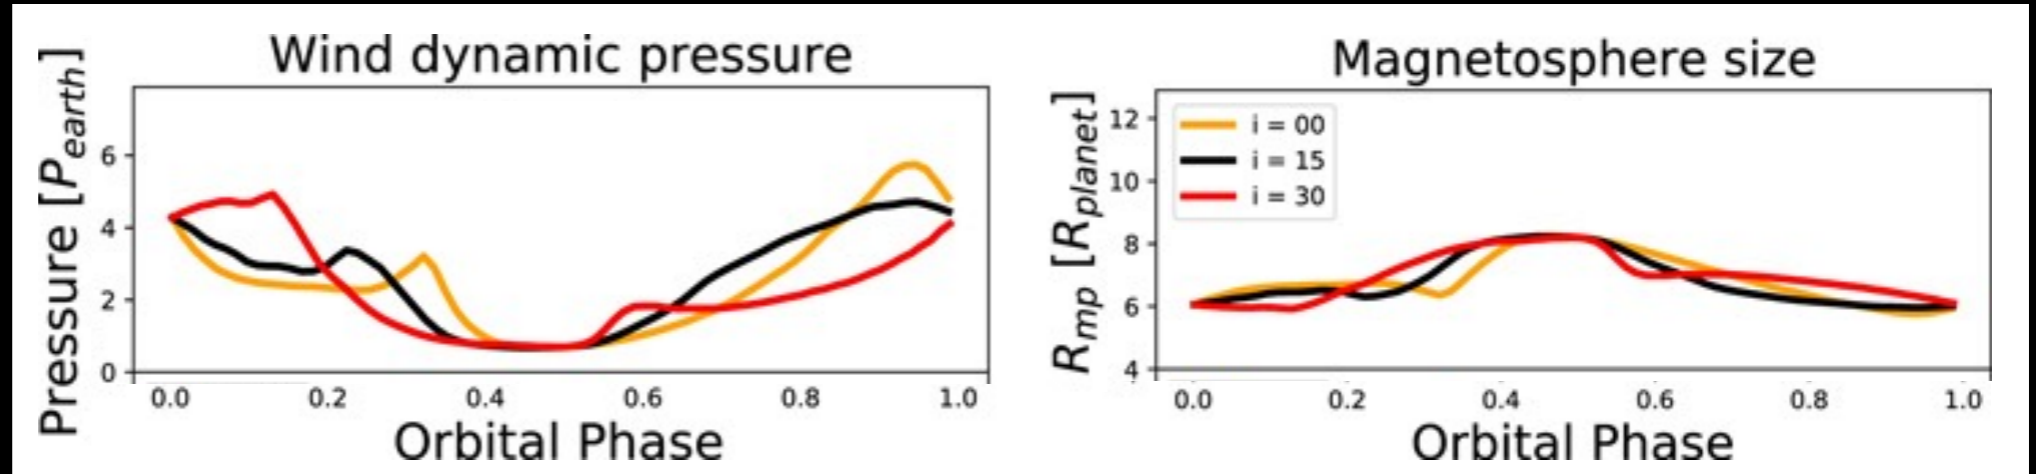 Wind dynamic pressure
Pressure [P_earth]
6
4
2
0
0.0 0.2 0.4 0.6 0.8 1.0
Orbital Phase
Magnetosphere size
R_mp [R_planet]
12
10
8
6
4
i = 00
i = 15
i = 30
0.0 0.2 0.4 0.6 0.8 1.0
Orbital Phase